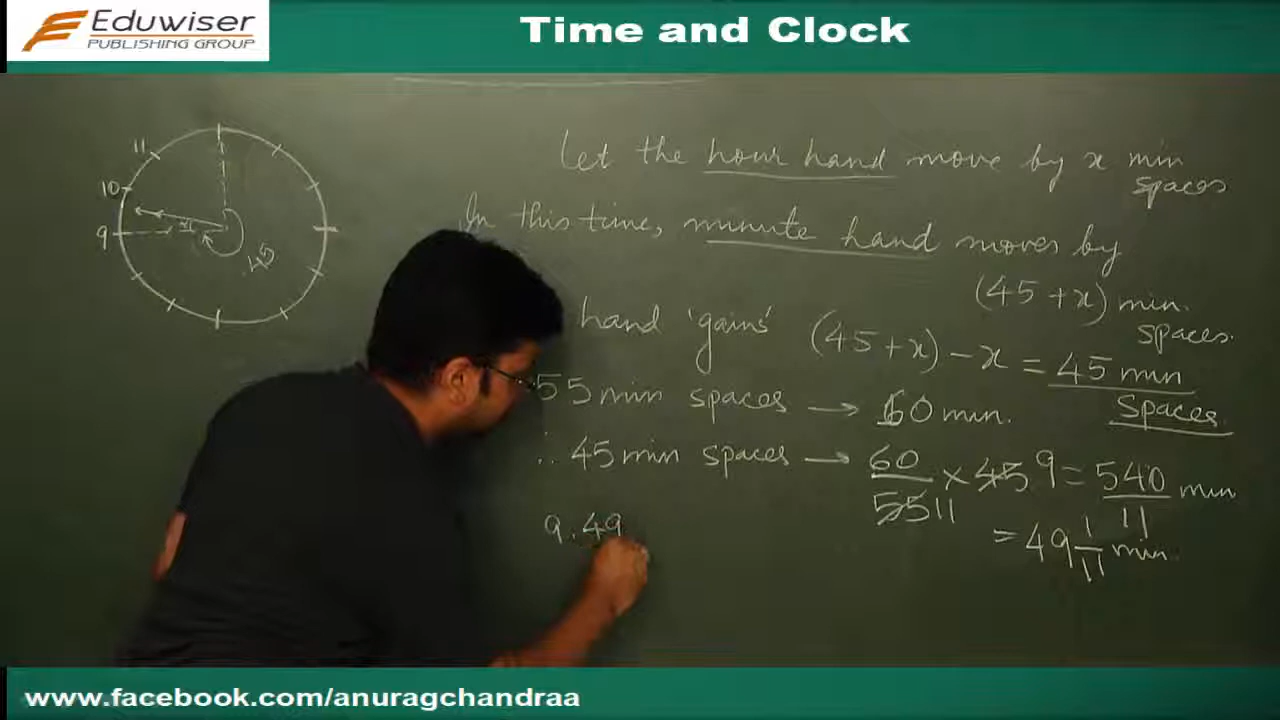 Eduwiser
PUBLISHING GROUP
Time and Clock
11
10
9
x
45
Let the hour hand move by x min
spaces
In this time, minute hand moves by
(45 + x) min.
spaces.
hand 'gains' (45 + x) - x = 45 min
Spaces.
55 min spaces → 60 min.
∴ 45 min spaces → 60/55 11 × 45 9 = 540/11 min
= 49 1/11 min.
9 : 49
www.facebook.com/anuragchandraa